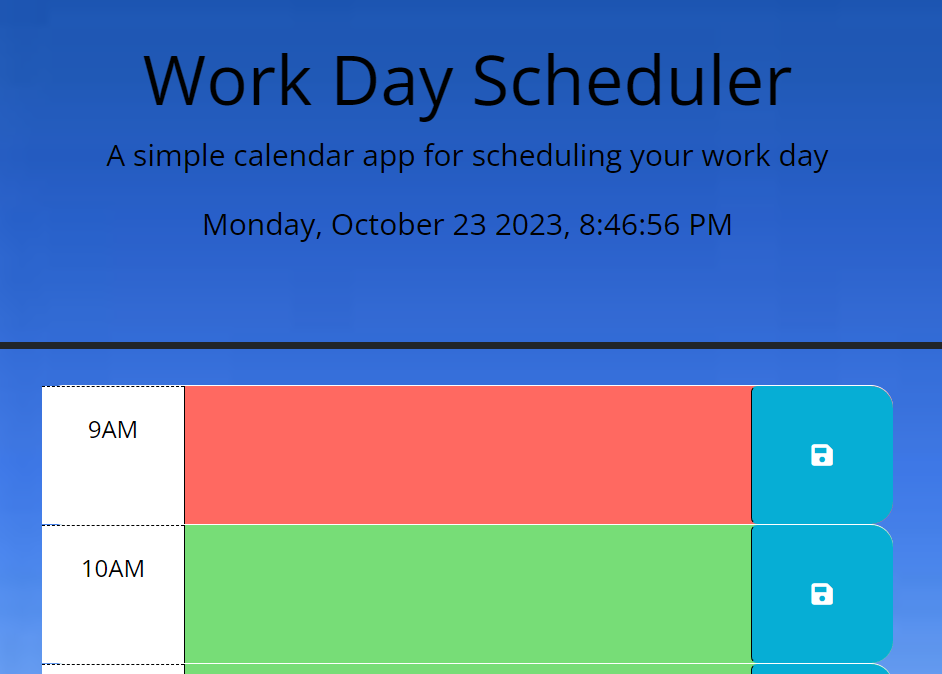 Work Day Scheduler
A simple calendar app for scheduling your work day
Monday, October 23 2023, 8:46:56 PM
9AM
10AM